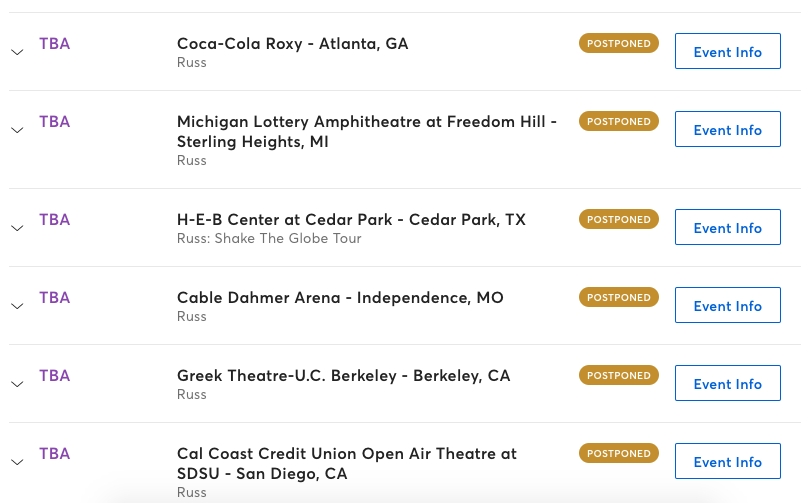 TBA
Coca-Cola Roxy - Atlanta, GA
Russ
POSTPONED
Event Info
TBA
Michigan Lottery Amphitheatre at Freedom Hill -
Sterling Heights, MI
Russ
POSTPONED
Event Info
TBA
H-E-B Center at Cedar Park - Cedar Park, TX
Russ: Shake The Globe Tour
POSTPONED
Event Info
TBA
Cable Dahmer Arena - Independence, MO
Russ
POSTPONED
Event Info
TBA
Greek Theatre-U.C. Berkeley - Berkeley, CA
Russ
POSTPONED
Event Info
TBA
Cal Coast Credit Union Open Air Theatre at
SDSU - San Diego, CA
Russ
POSTPONED
Event Info